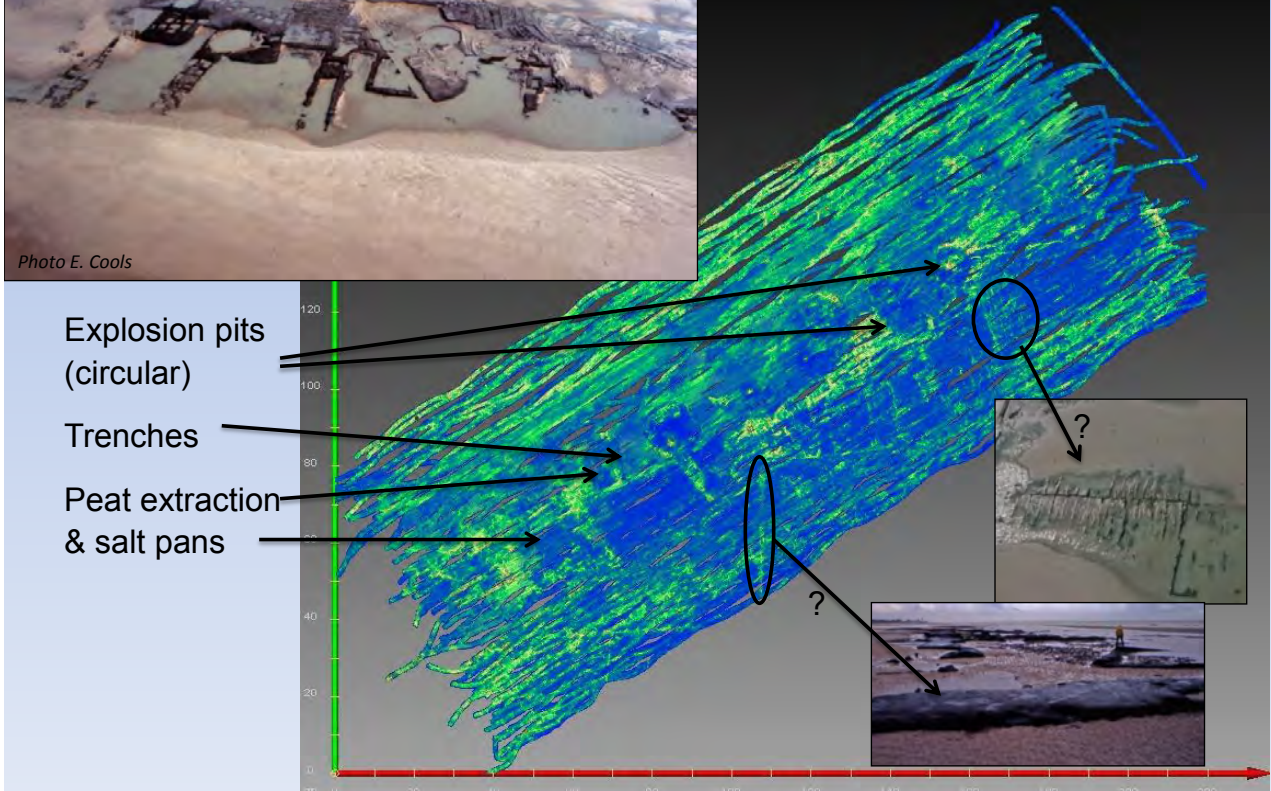 Photo E. Cools
Explosion pits
(circular)
Trenches
Peat extraction
& salt pans
120
100
80
60
40
20
0
?
?